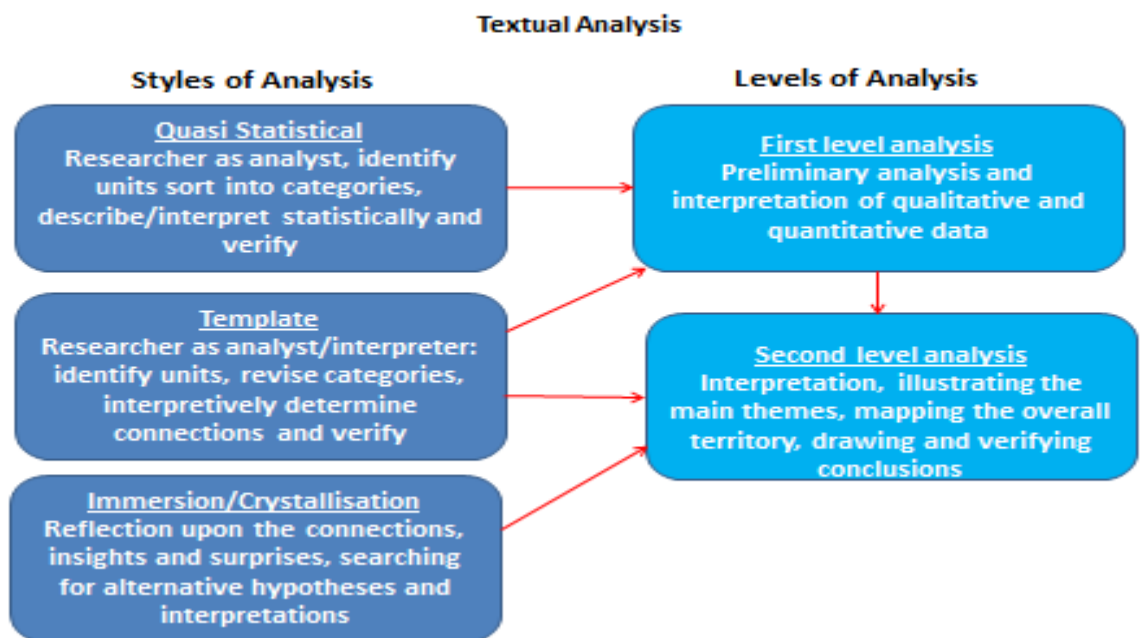 Textual Analysis
Styles of Analysis
Quasi Statistical
Researcher as analyst, identify
units sort into categories,
describe/interpret statistically and
verify
Template
Researcher as analyst/interpreter:
identify units, revise categories,
interpretively determine
connections and verify
Immersion/Crystallisation
Reflection upon the connections,
insights and surprises, searching
for alternative hypotheses and
interpretations
Levels of Analysis
First level analysis
Preliminary analysis and
interpretation of qualitative and
quantitative data
Second level analysis
Interpretation, illustrating the
main themes, mapping the overall
territory, drawing and verifying
conclusions